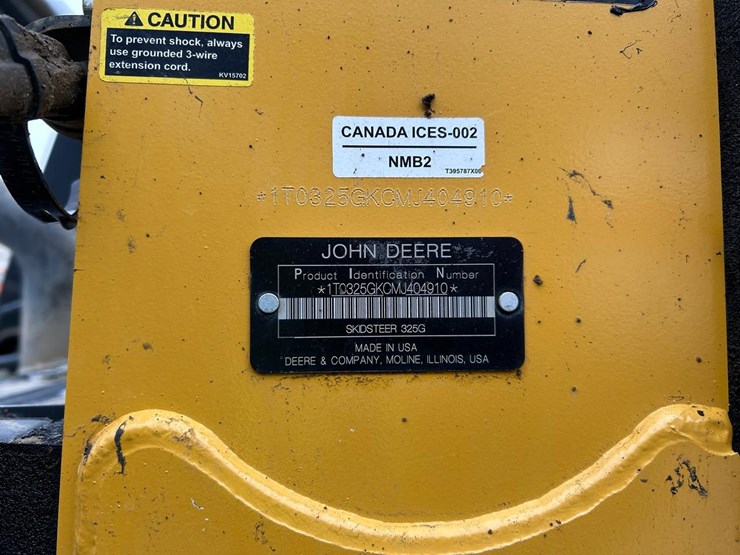 CAUTION
To prevent shock, always
use grounded 3-wire
extension cord.
KV15702
CANADA ICES-002
NMB2
T395787X00
*1T0325GKCMJ404910*
JOHN DEERE
Product Identification Number
*1T0325GKCMJ404910*
SKIDSTEER 325G
MADE IN USA
DEERE & COMPANY, MOLINE, ILLINOIS, USA